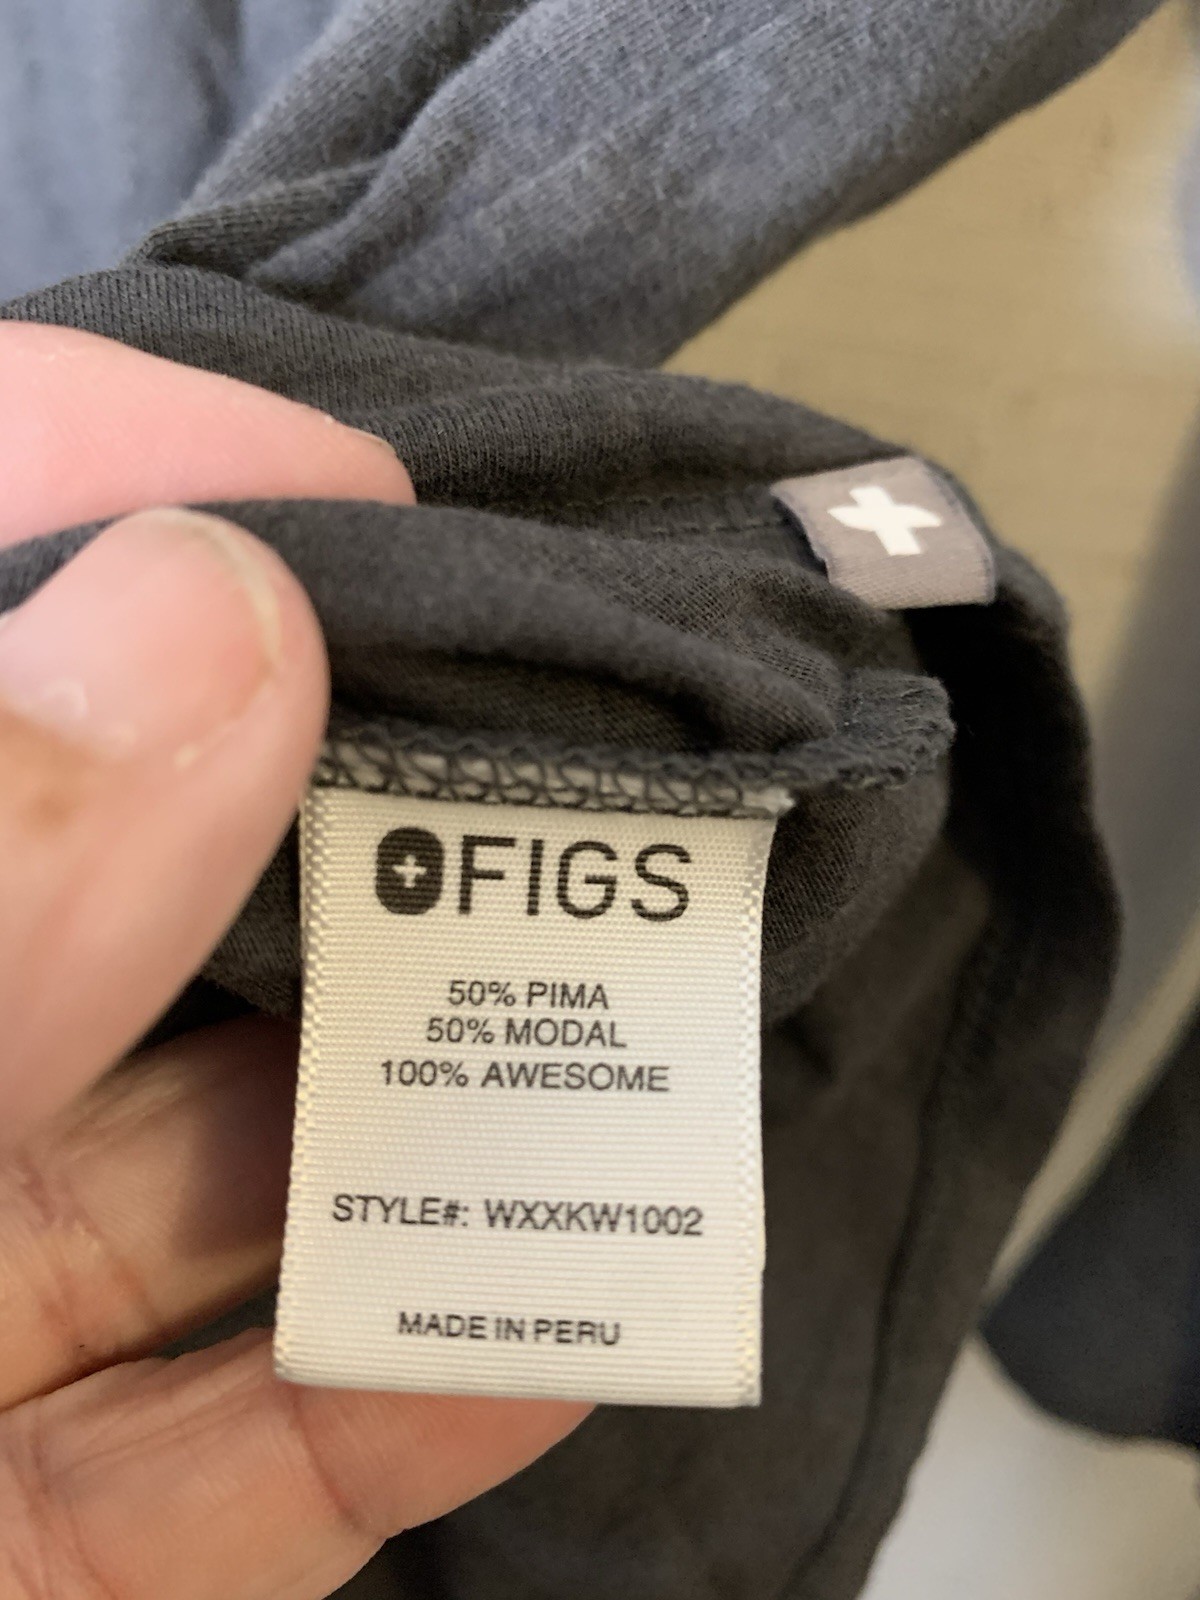 FIGS
50% PIMA
50% MODAL
100% AWESOME
STYLE#: WXXKW1002
MADE IN PERU